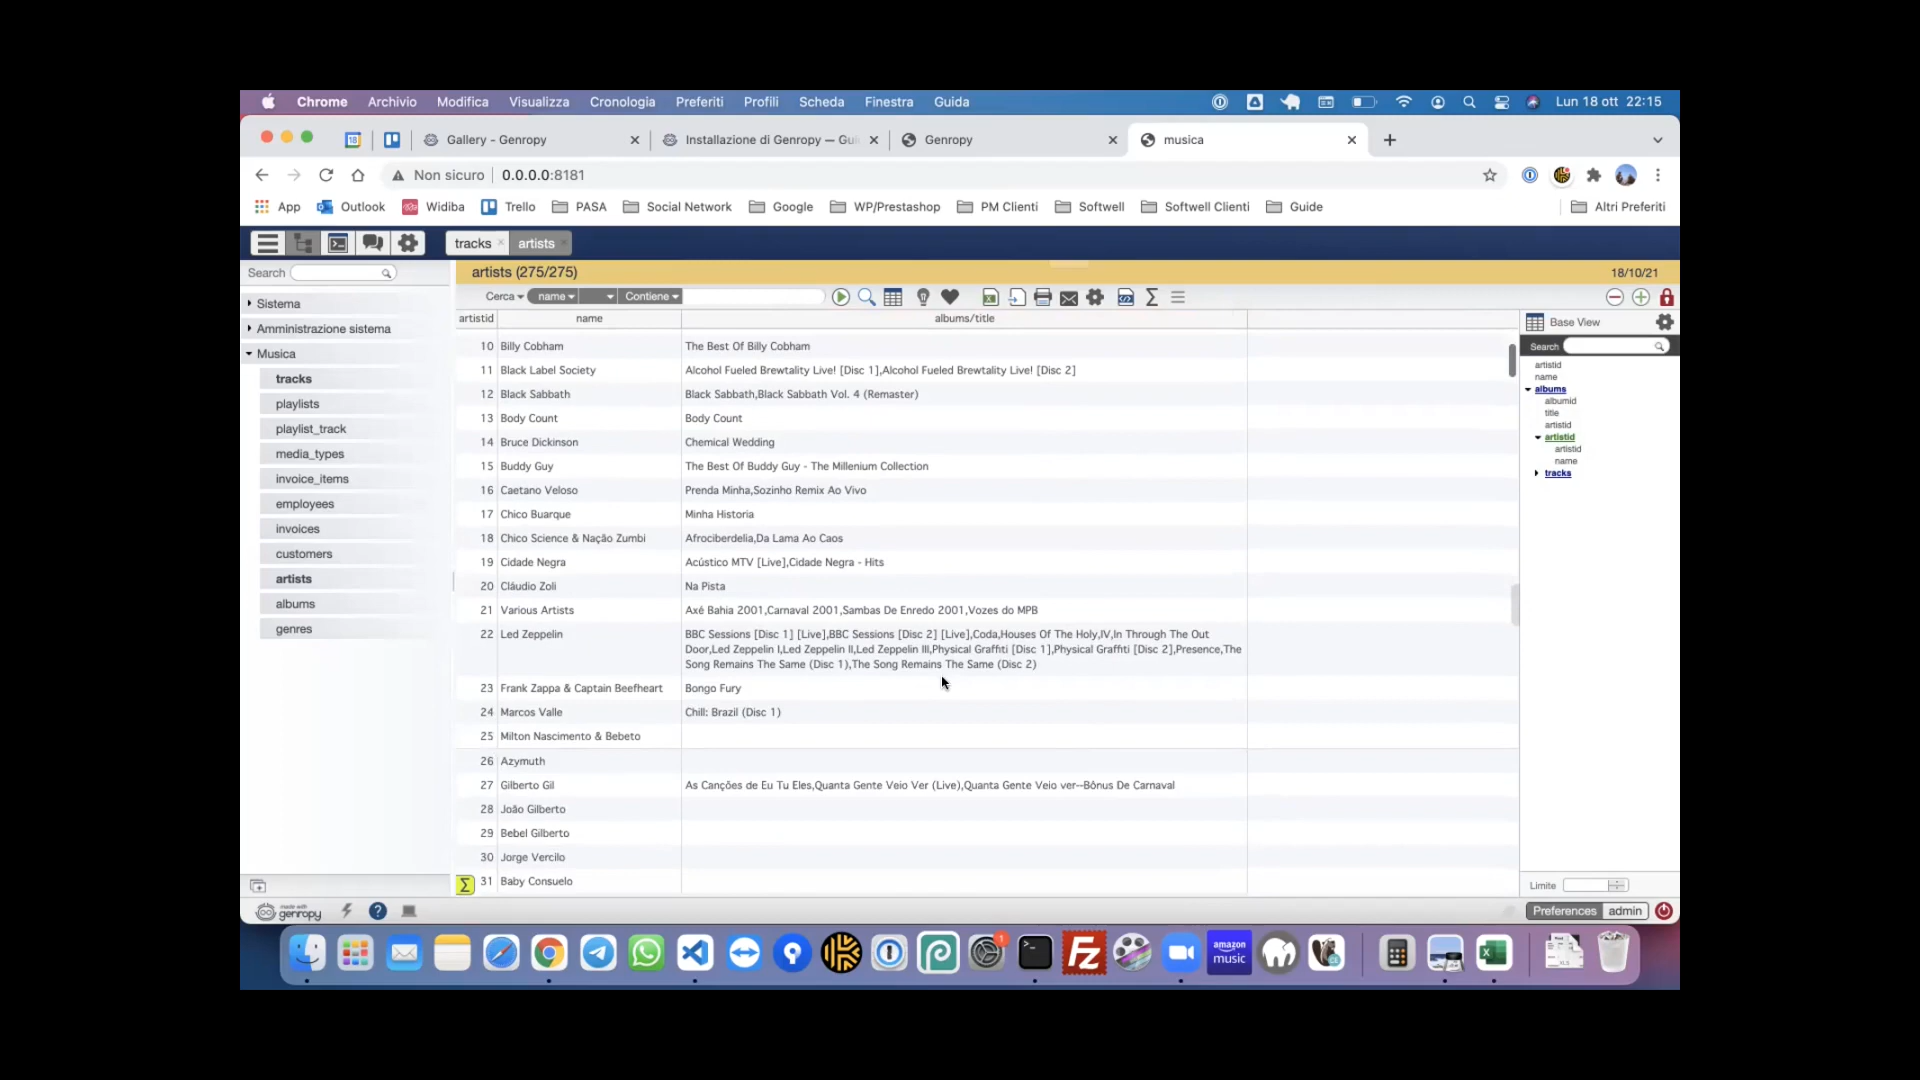 Chrome Archivio Modifica Visualizza Cronologia Preferiti Profili Scheda Finestra Guida Lun 18 ott 22:15
18 Gallery - Genropy Installazione di Genropy — Gui Genropy musica
Non sicuro 0.0.0.0:8181
App Outlook Widiba Trello PASA Social Network Google WP/Prestashop PM Clienti Softwell Softwell Clienti Guide Altri Preferiti
tracks artists
Search
Sistema
Amministrazione sistema
Musica
tracks
playlists
playlist_track
media_types
invoice_items
employees
invoices
customers
artists
albums
genres
artists (275/275) 18/10/21
Cerca name Contiene
artistid name albums/title
10 Billy Cobham The Best Of Billy Cobham
11 Black Label Society Alcohol Fueled Brewtality Live! [Disc 1],Alcohol Fueled Brewtality Live! [Disc 2]
12 Black Sabbath Black Sabbath,Black Sabbath Vol. 4 (Remaster)
13 Body Count Body Count
14 Bruce Dickinson Chemical Wedding
15 Buddy Guy The Best Of Buddy Guy - The Millenium Collection
16 Caetano Veloso Prenda Minha,Sozinho Remix Ao Vivo
17 Chico Buarque Minha Historia
18 Chico Science & Nação Zumbi Afrociberdelia,Da Lama Ao Caos
19 Cidade Negra Acústico MTV [Live],Cidade Negra - Hits
20 Cláudio Zoli Na Pista
21 Various Artists Axé Bahia 2001,Carnaval 2001,Sambas De Enredo 2001,Vozes do MPB
22 Led Zeppelin BBC Sessions [Disc 1] [Live],BBC Sessions [Disc 2] [Live],Coda,Houses Of The Holy,IV,In Through The Out
Door,Led Zeppelin I,Led Zeppelin II,Led Zeppelin III,Physical Graffiti [Disc 1],Physical Graffiti [Disc 2],Presence,The
Song Remains The Same (Disc 1),The Song Remains The Same (Disc 2)
23 Frank Zappa & Captain Beefheart Bongo Fury
24 Marcos Valle Chill: Brazil (Disc 1)
25 Milton Nascimento & Bebeto
26 Azymuth
27 Gilberto Gil As Canções de Eu Tu Eles,Quanta Gente Veio Ver (Live),Quanta Gente Veio ver--Bônus De Carnaval
28 João Gilberto
29 Bebel Gilberto
30 Jorge Vercilo
31 Baby Consuelo
Base View
Search
artistid
name
albums
albumid
title
artistid
artistid
artistid
name
tracks
Limite
made with
genropy
Preferences admin
1
Fz
amazon
music
XLS